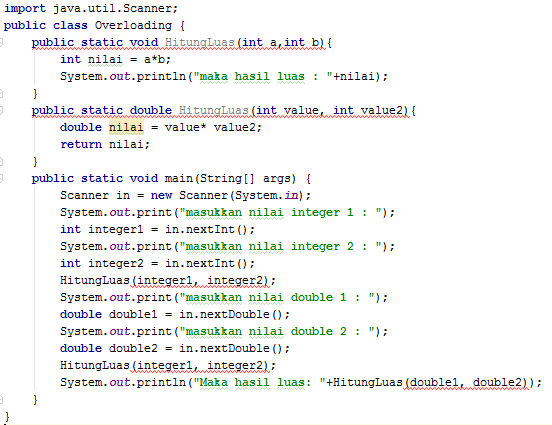 import java.util.Scanner;
public class Overloading {
    public static void HitungLuas(int a,int b){
        int nilai = a*b;
        System.out.println("maka hasil luas : "+nilai);
    }
    public static double HitungLuas(int value, int value2){
        double nilai = value* value2;
        return nilai;
    }
    public static void main(String[] args) {
        Scanner in = new Scanner(System.in);
        System.out.print("masukkan nilai integer 1 : ");
        int integer1 = in.nextInt();
        System.out.print("masukkan nilai integer 2 : ");
        int integer2 = in.nextInt();
        HitungLuas(integer1, integer2);
        System.out.print("masukkan nilai double 1 : ");
        double double1 = in.nextDouble();
        System.out.print("masukkan nilai double 2 : ");
        double double2 = in.nextDouble();
        HitungLuas(integer1, integer2);
        System.out.println("Maka hasil luas: "+HitungLuas(double1, double2));
    }
}